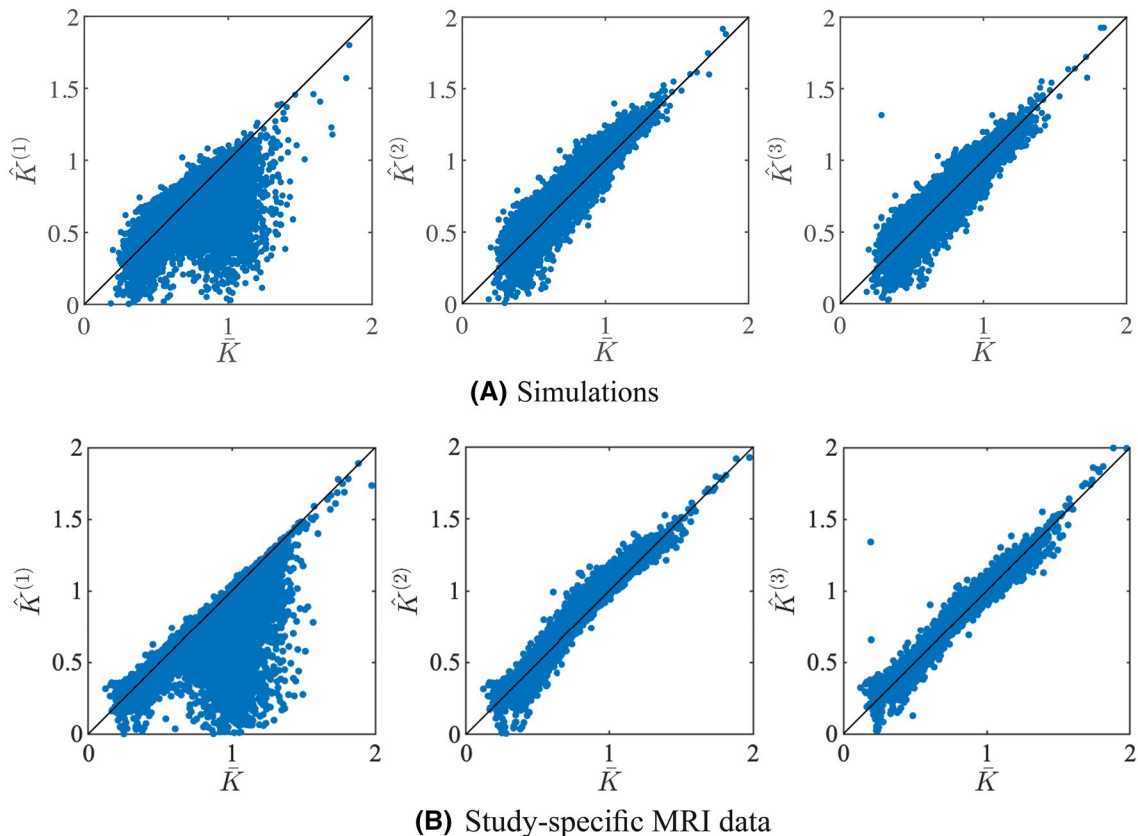 2 2 2
1.5 1.5 1.5
K̂(1) 1 K̂(2) 1 K̂(3) 1
0.5 0.5 0.5
0 0 0
0 1 2 0 1 2 0 1 2
K̄ K̄ K̄
(A) Simulations
2 2 2
1.5 1.5 1.5
K̂(1) 1 K̂(2) 1 K̂(3) 1
0.5 0.5 0.5
0 0 0
0 1 2 0 1 2 0 1 2
K̄ K̄ K̄
(B) Study-specific MRI data